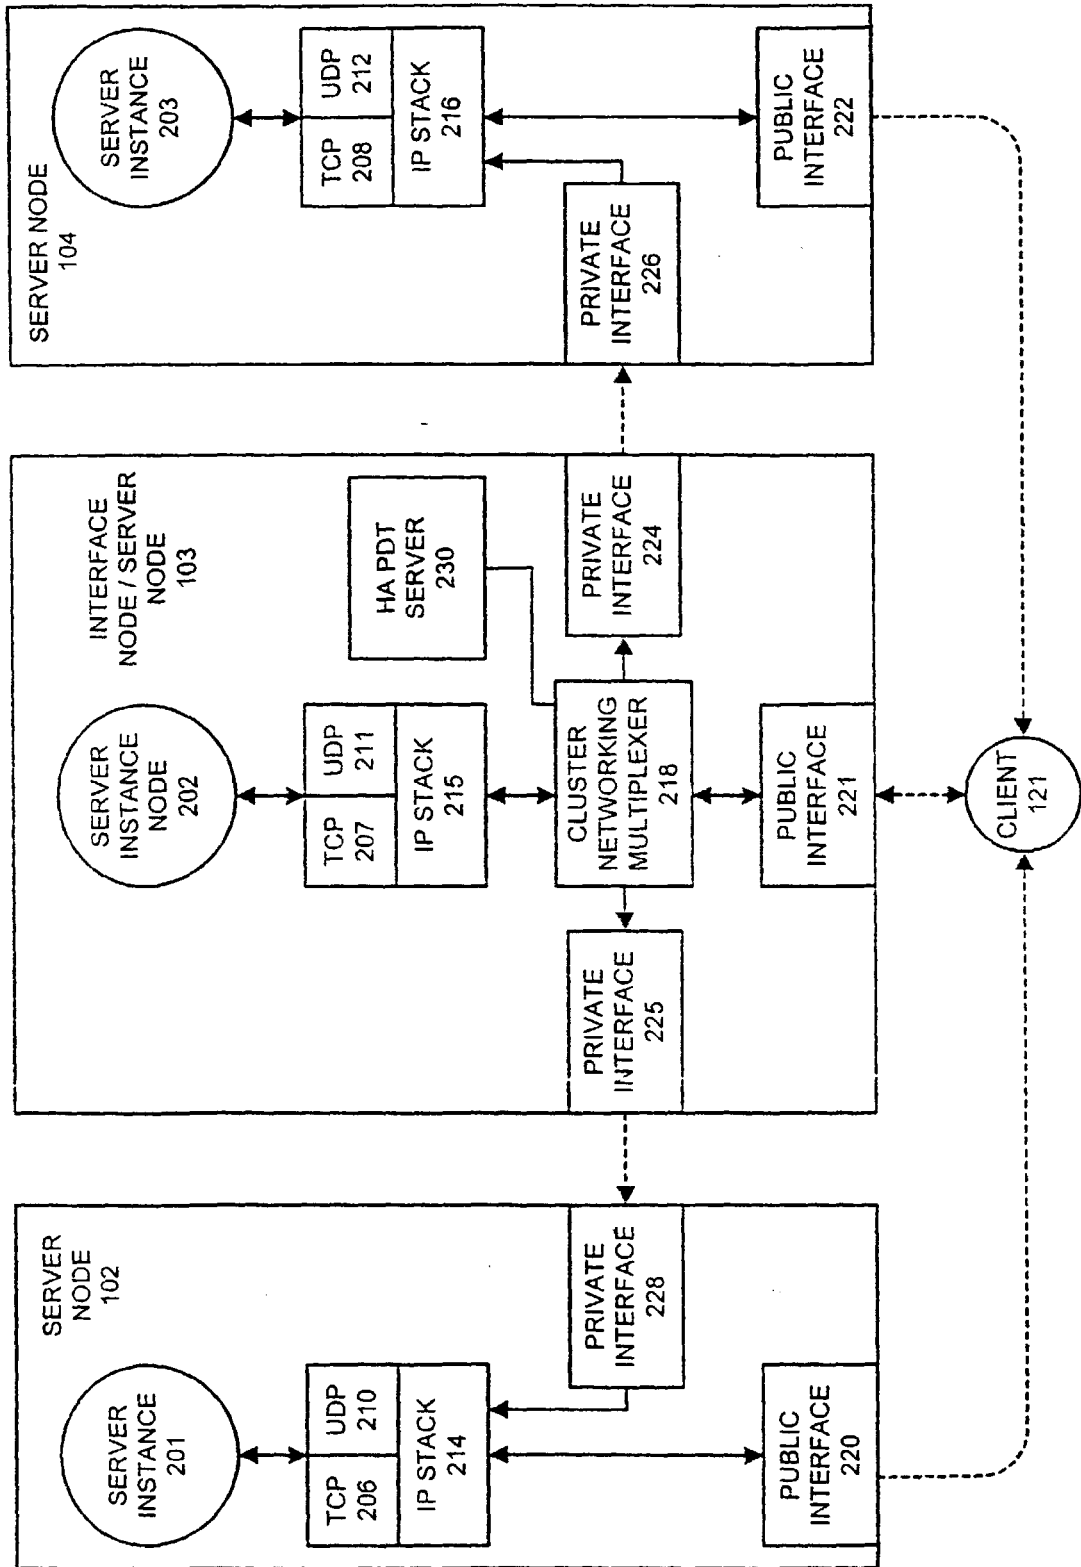 SERVER
NODE
102
SERVER
INSTANCE
201
TCP
206
UDP
210
IP STACK
214
PRIVATE
INTERFACE
228
PUBLIC
INTERFACE
220
INTERFACE
NODE / SERVER
NODE
103
SERVER
INSTANCE
NODE
202
TCP
207
UDP
211
IP STACK
215
HA PDT
SERVER
230
PRIVATE
INTERFACE
225
CLUSTER
NETWORKING
MULTIPLEXER
218
PRIVATE
INTERFACE
224
PUBLIC
INTERFACE
221
SERVER NODE
104
SERVER
INSTANCE
203
TCP
208
UDP
212
IP STACK
216
PRIVATE
INTERFACE
226
PUBLIC
INTERFACE
222
CLIENT
121